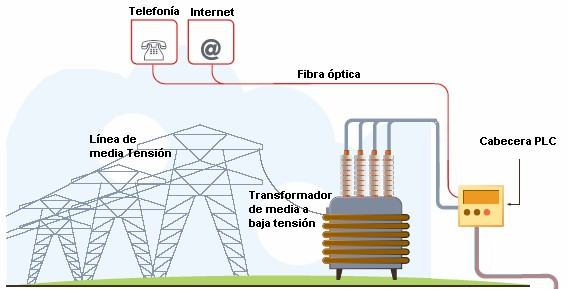 Telefonía
Internet
@
Fibra óptica
Línea de
media Tensión
Cabecera PLC
Transformador
de media a
baja tensión